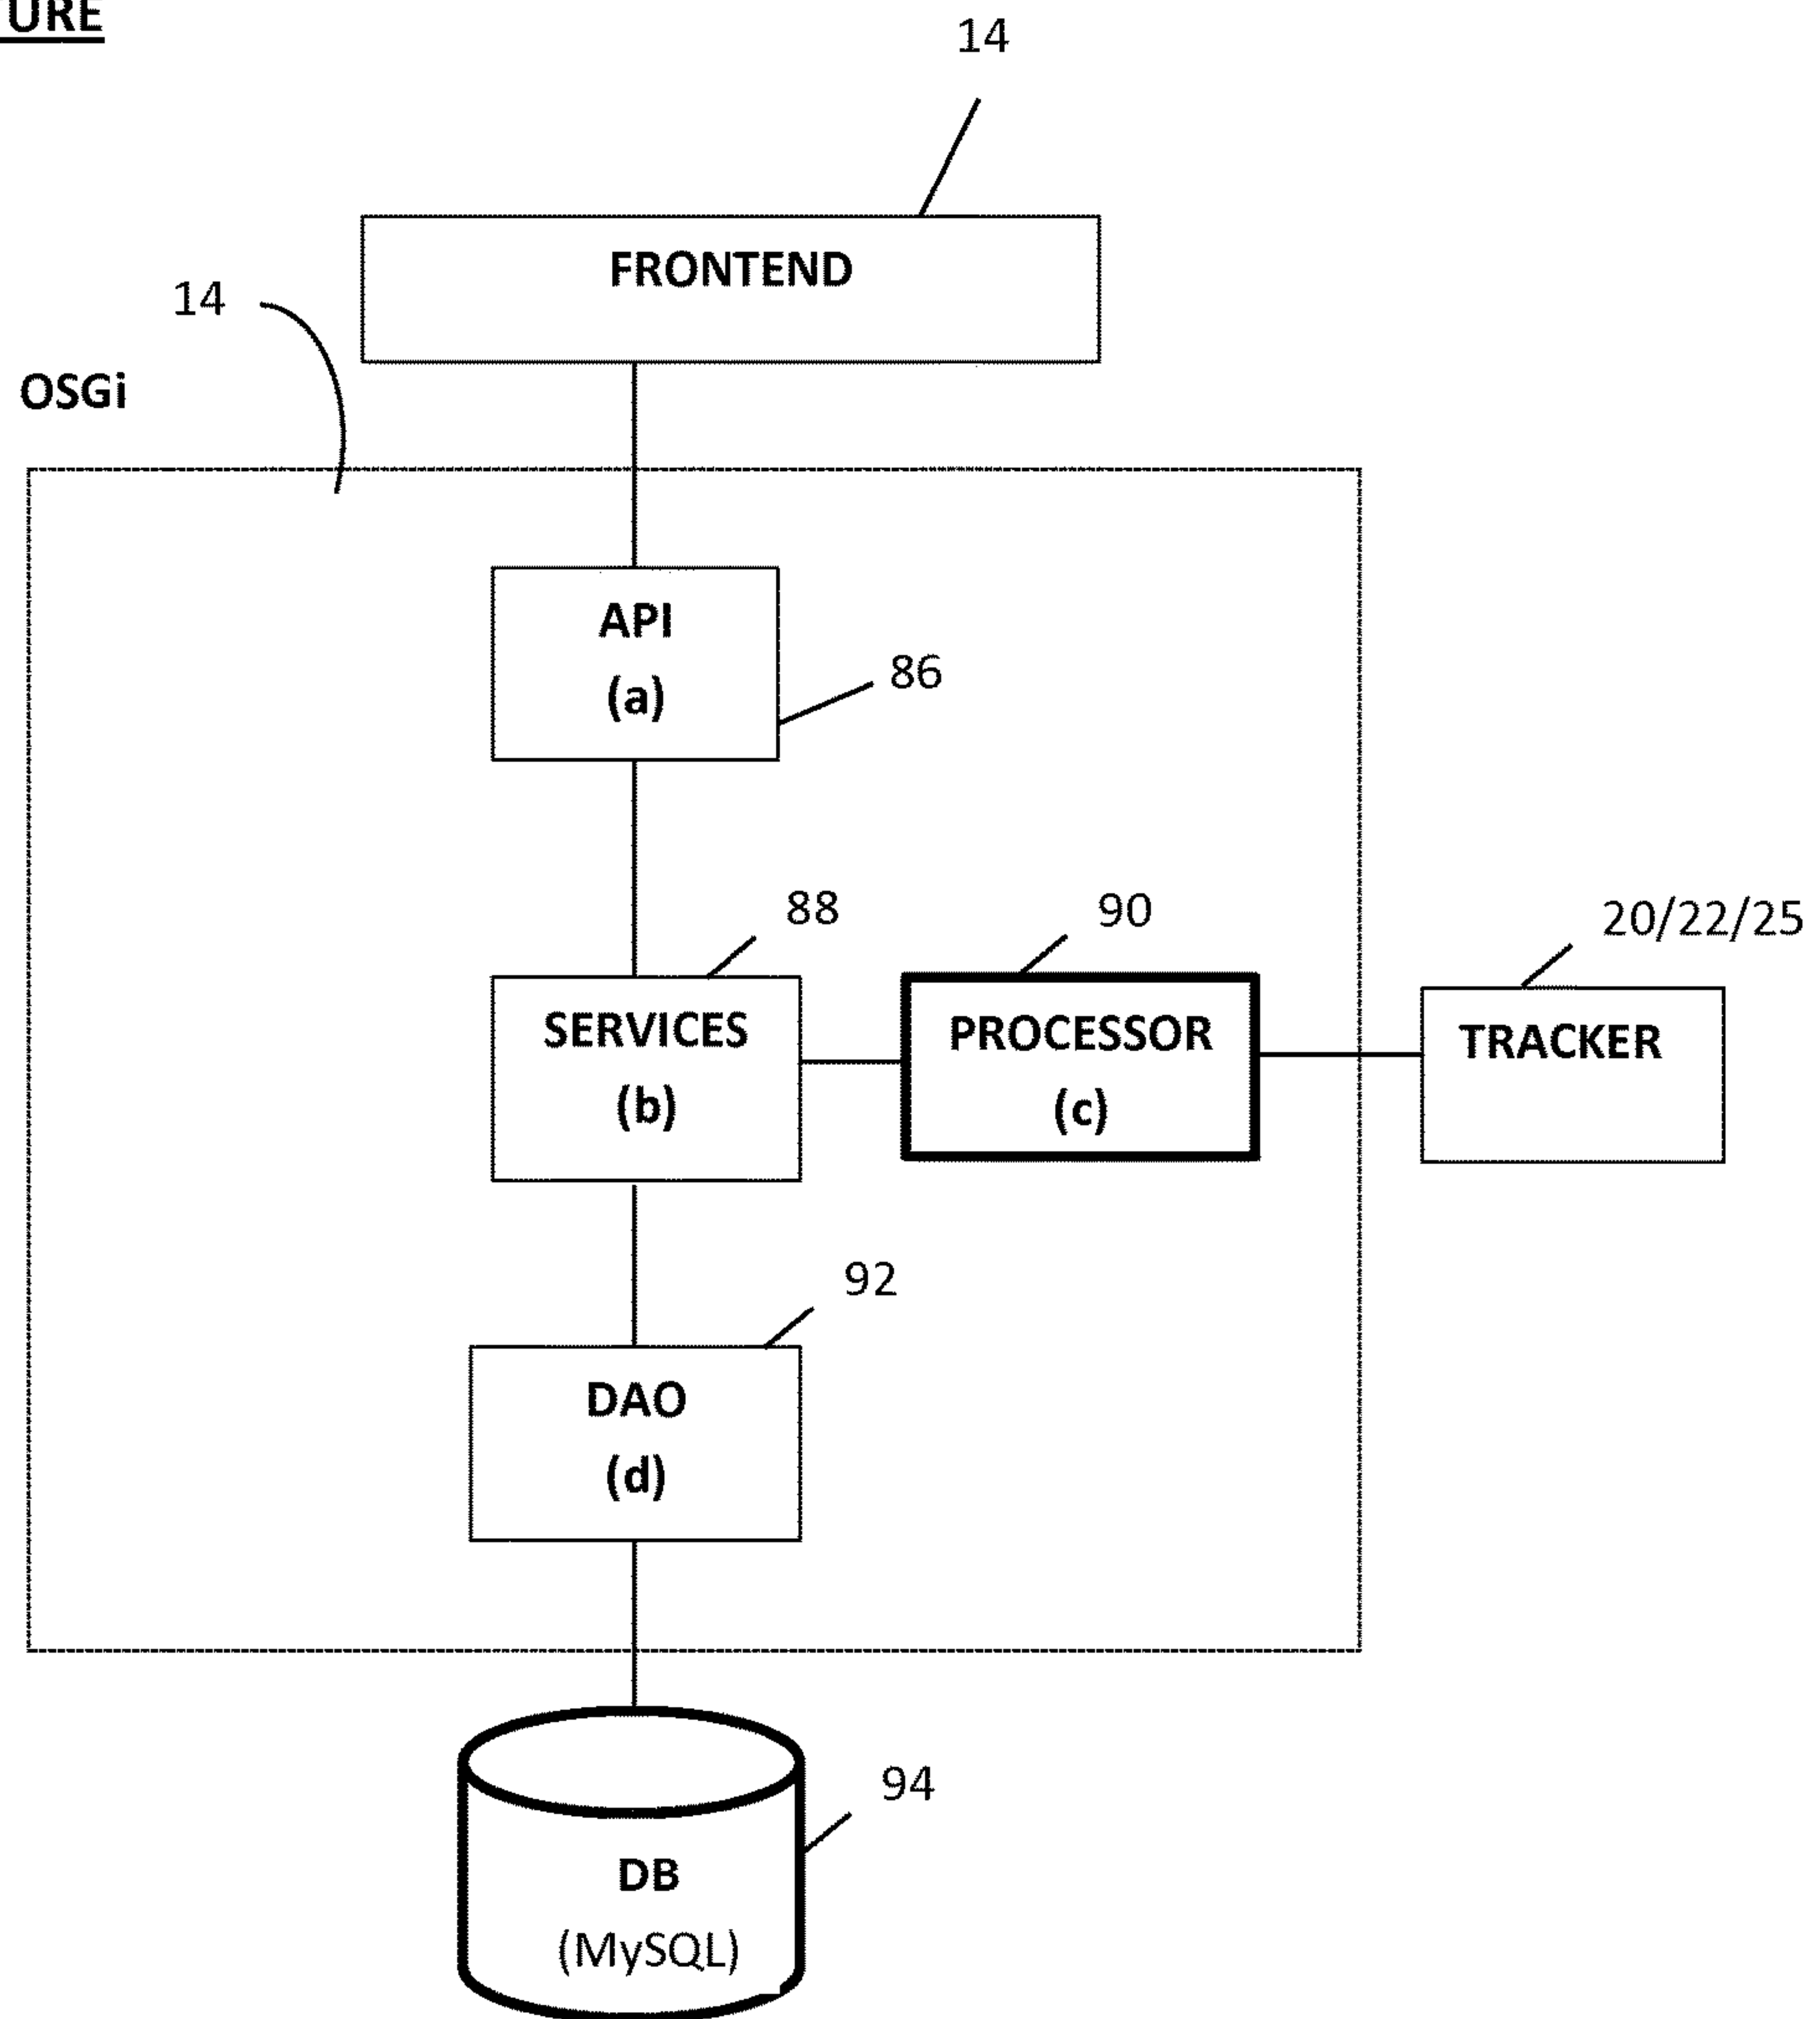 14
FRONTEND
14
OSGi
API
(a)
86
88
90
20/22/25
SERVICES
(b)
PROCESSOR
(c)
TRACKER
92
DAO
(d)
94
DB
(MySQL)